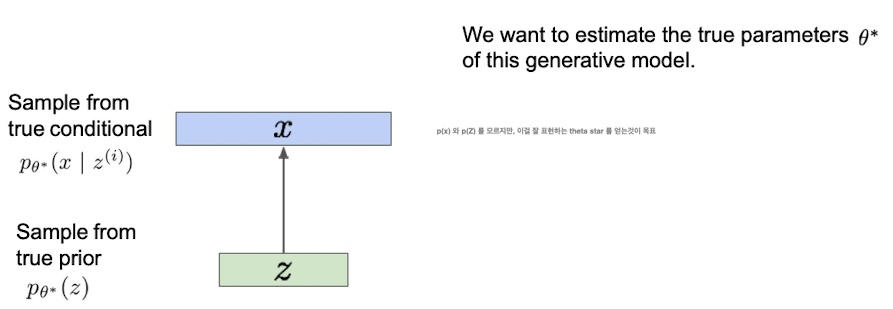 We want to estimate the true parameters θ*
of this generative model.
Sample from
true conditional
pθ*(x | z(i))
x
p(x) 와 p(Z) 를 모르지만, 이걸 잘 표현하는 theta star 를 얻는것이 목표
Sample from
true prior
pθ*(z)
z